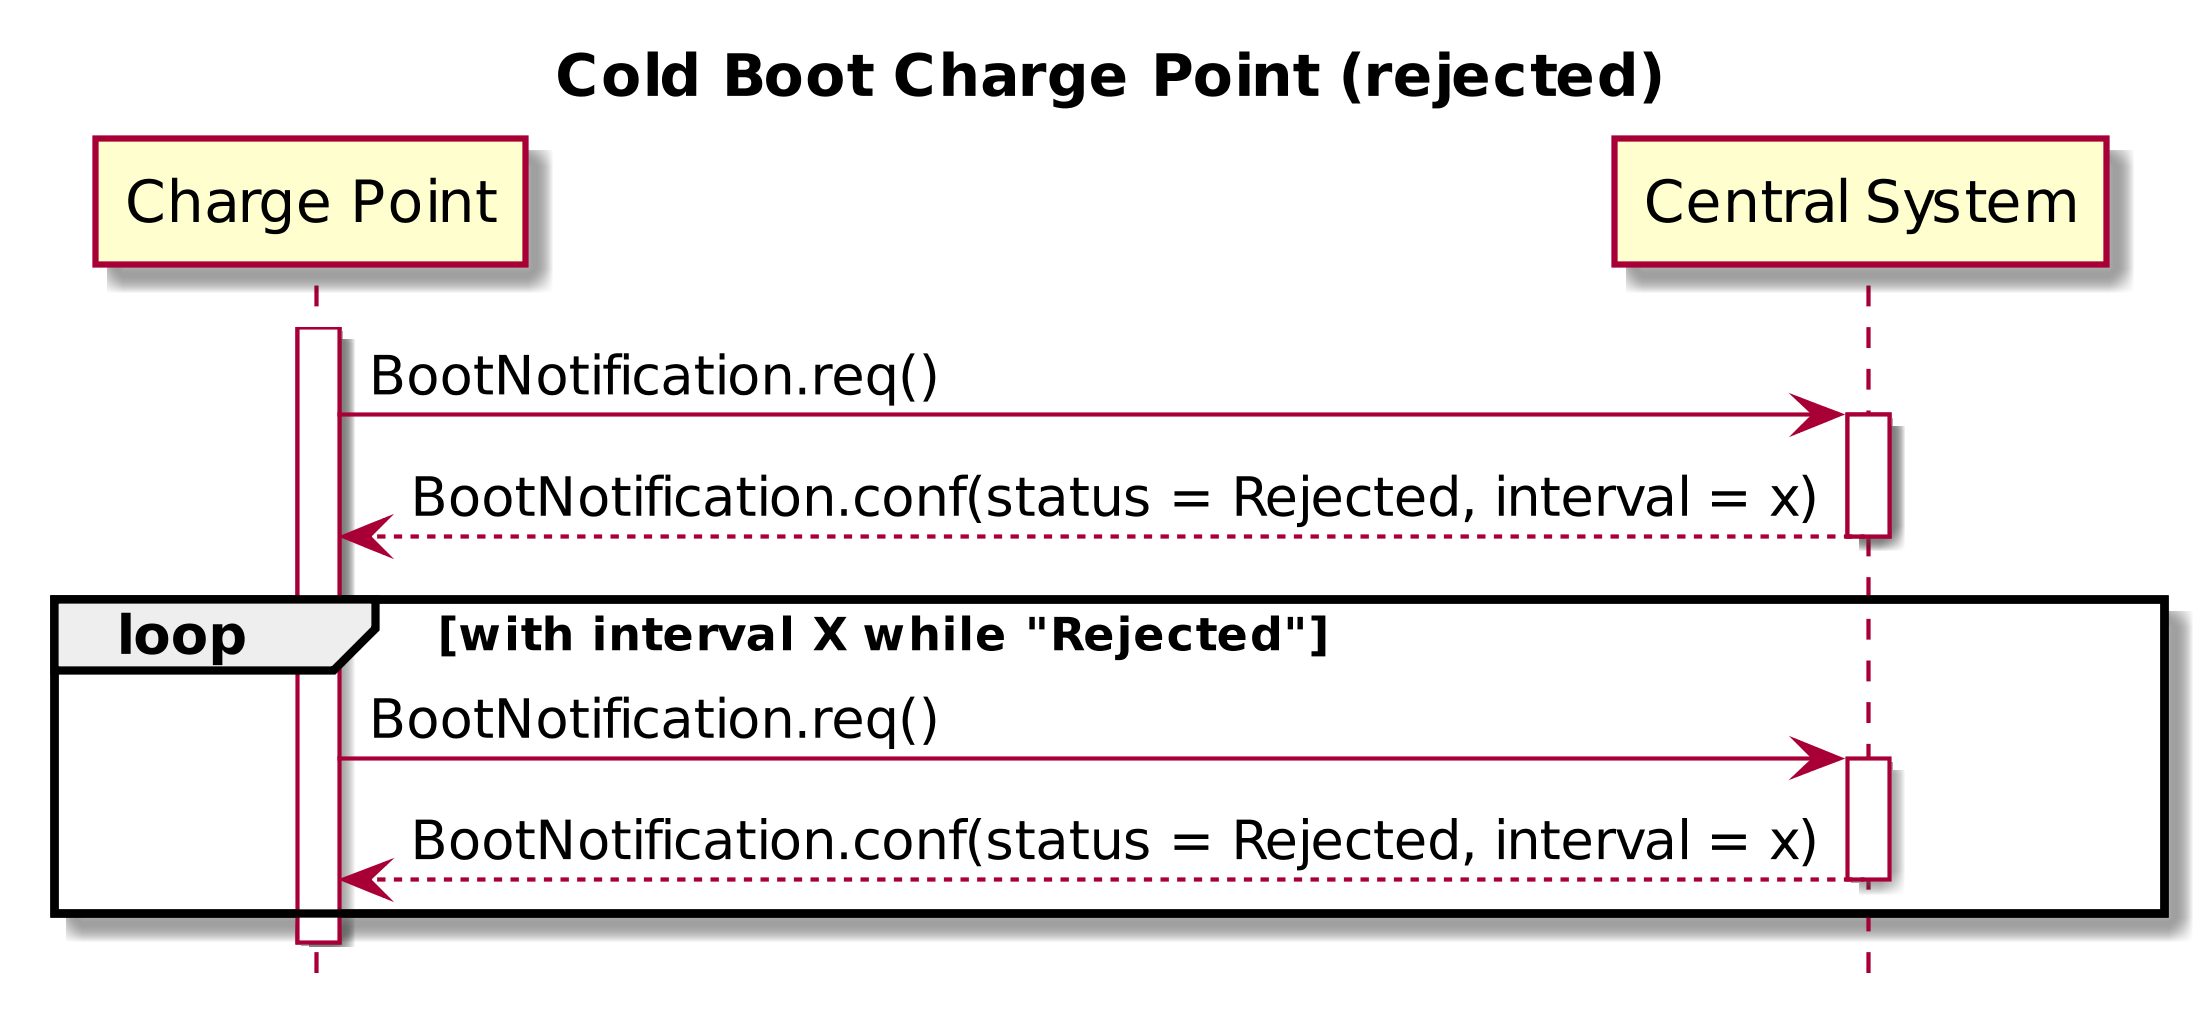 Cold Boot Charge Point (rejected)
Charge Point
Central System
BootNotification.req()
BootNotification.conf(status = Rejected, interval = x)
loop
[with interval X while "Rejected"]
BootNotification.req()
BootNotification.conf(status = Rejected, interval = x)